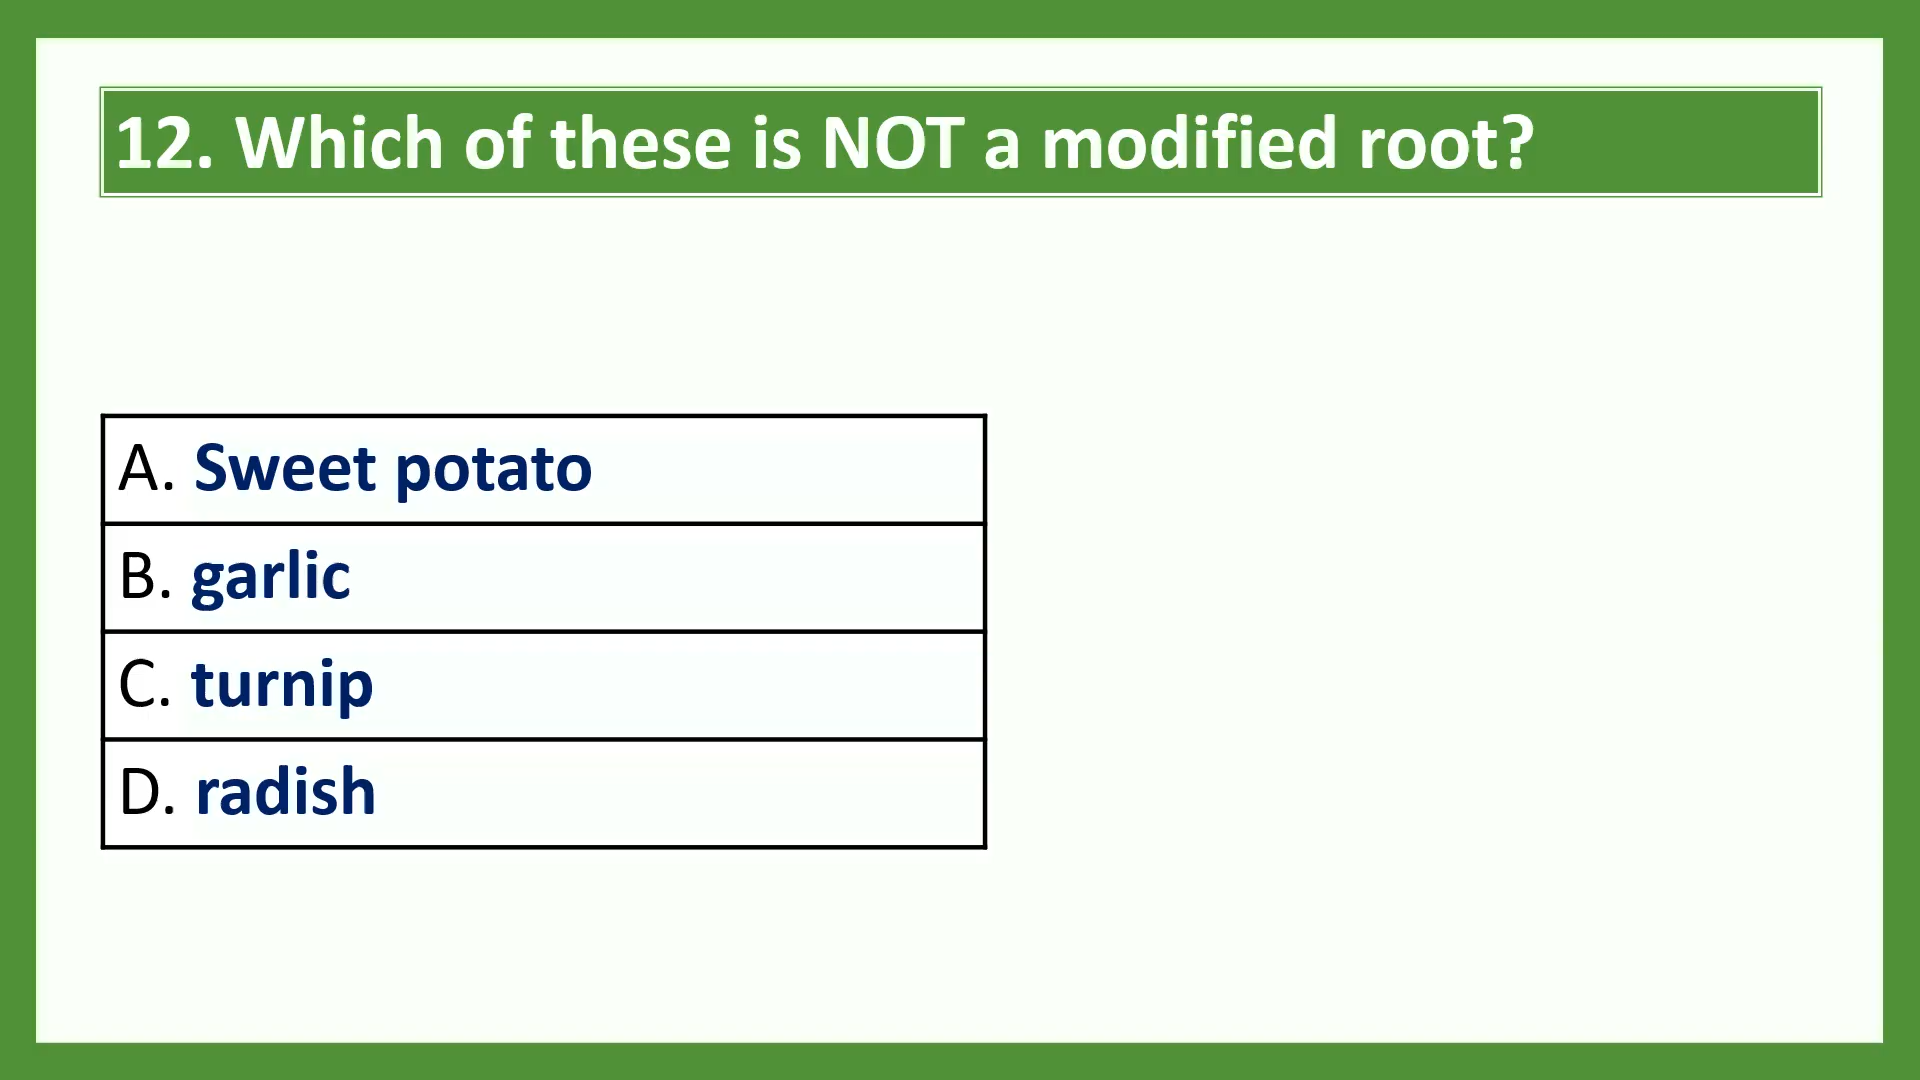 12. Which of these is NOT a modified root?
A. Sweet potato
B. garlic
C. turnip
D. radish